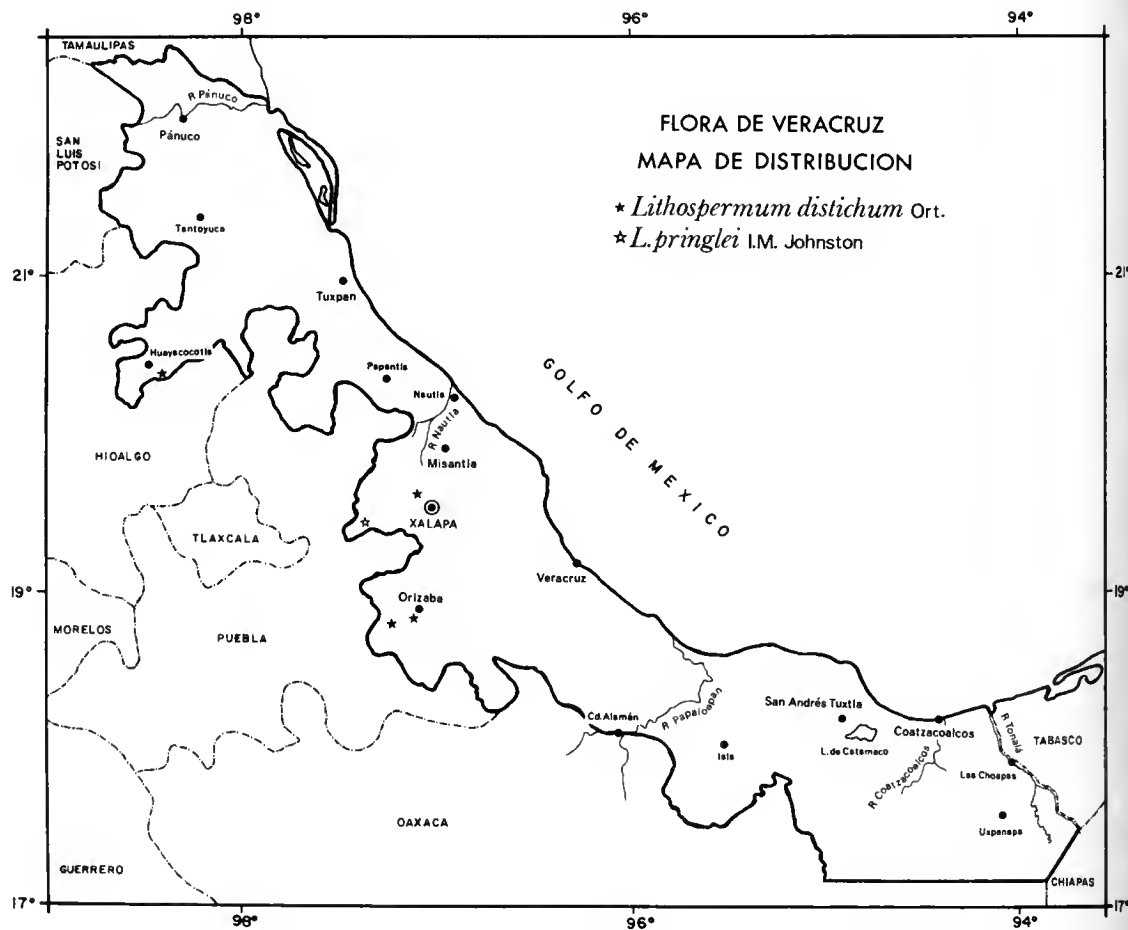 98° 96° 94°
TAMAULIPAS
R Pánuco
Pánuco
SAN
LUIS
POTOSI
FLORA DE VERACRUZ
MAPA DE DISTRIBUCION
★ Lithospermum distichum Ort.
☆ L. pringlei I.M. Johnston
Tantoyuca
21° 21°
Tuxpan
Huayacocotla
Papantla
Nautla
R Nautla
GOLFO DE MEXICO
Misantla
HIDALGO
XALAPA
TLAXCALA
Veracruz
19° 19°
Orizaba
MORELOS
PUEBLA
R Papaloapan
San Andrés Tuxtla
Cd. Alemán
Coatzacoalcos
R Tonalá
TABASCO
L. de Catemaco
Isla
R Coatzacoalcos
Las Choapas
Uxpanapa
OAXACA
GUERRERO
CHIAPAS
17° 17°
98° 96° 94°